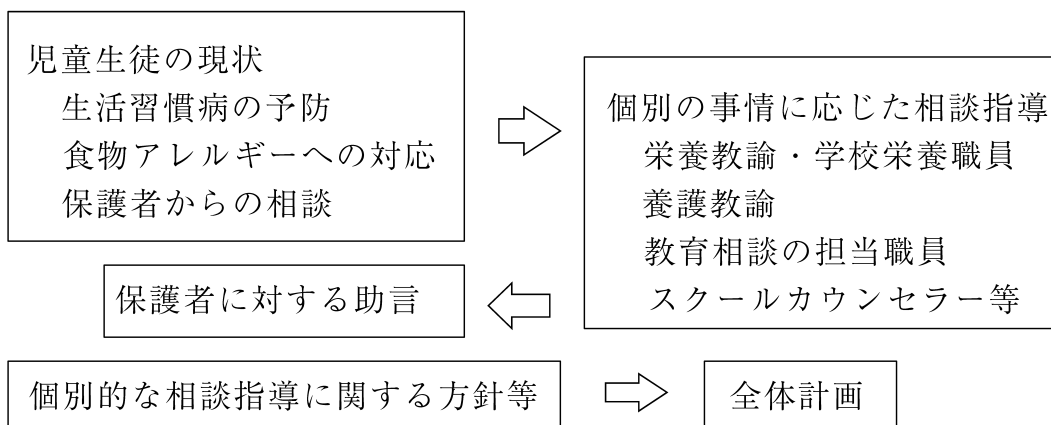 児童生徒の現状
生活習慣病の予防
食物アレルギーへの対応
保護者からの相談
個別の事情に応じた相談指導
栄養教諭・学校栄養職員
養護教諭
教育相談の担当職員
スクールカウンセラー等
保護者に対する助言
個別的な相談指導に関する方針等
全体計画